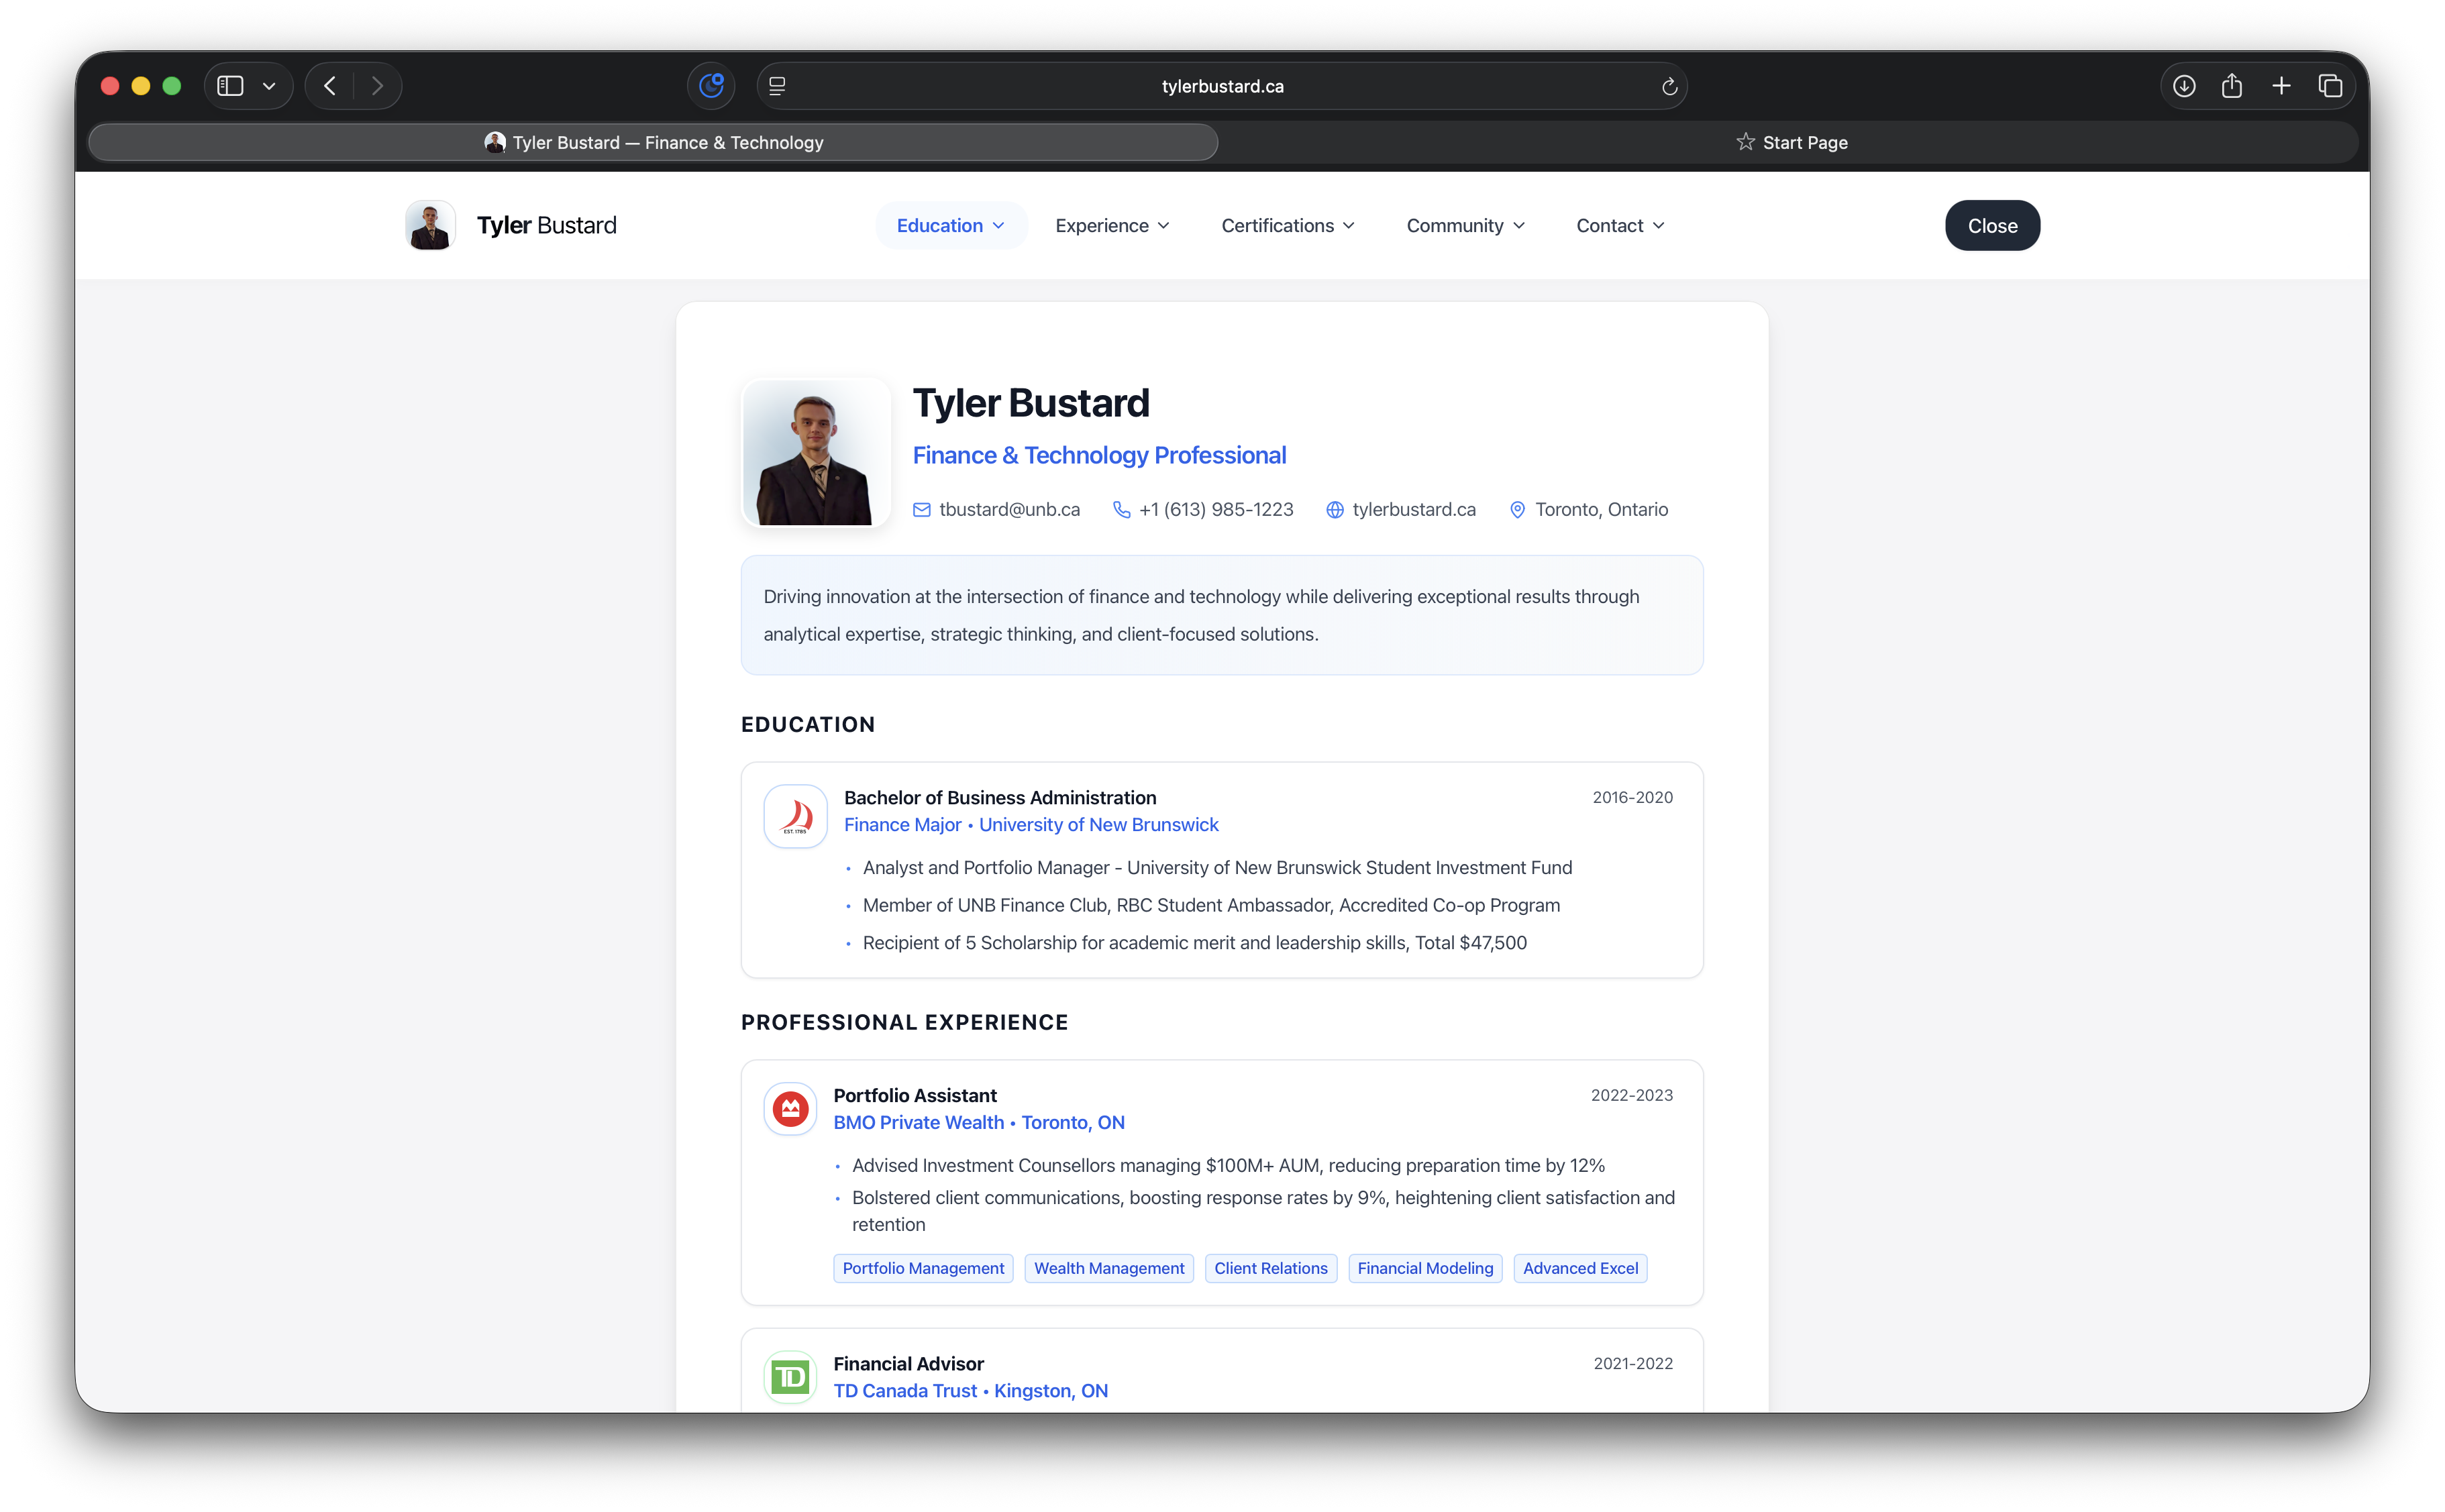 tylerbustard.ca
Tyler Bustard — Finance & Technology
Start Page
Tyler Bustard
Education
Experience
Certifications
Community
Contact
Close
Tyler Bustard
Finance & Technology Professional
tbustard@unb.ca
+1 (613) 985-1223
tylerbustard.ca
Toronto, Ontario
Driving innovation at the intersection of finance and technology while delivering exceptional results through
analytical expertise, strategic thinking, and client-focused solutions.
EDUCATION
EST. 1785
Bachelor of Business Administration
2016-2020
Finance Major • University of New Brunswick
• Analyst and Portfolio Manager - University of New Brunswick Student Investment Fund
• Member of UNB Finance Club, RBC Student Ambassador, Accredited Co-op Program
• Recipient of 5 Scholarship for academic merit and leadership skills, Total $47,500
PROFESSIONAL EXPERIENCE
Portfolio Assistant
2022-2023
BMO Private Wealth • Toronto, ON
• Advised Investment Counsellors managing $100M+ AUM, reducing preparation time by 12%
• Bolstered client communications, boosting response rates by 9%, heightening client satisfaction and
retention
Portfolio Management
Wealth Management
Client Relations
Financial Modeling
Advanced Excel
TD
Financial Advisor
2021-2022
TD Canada Trust • Kingston, ON